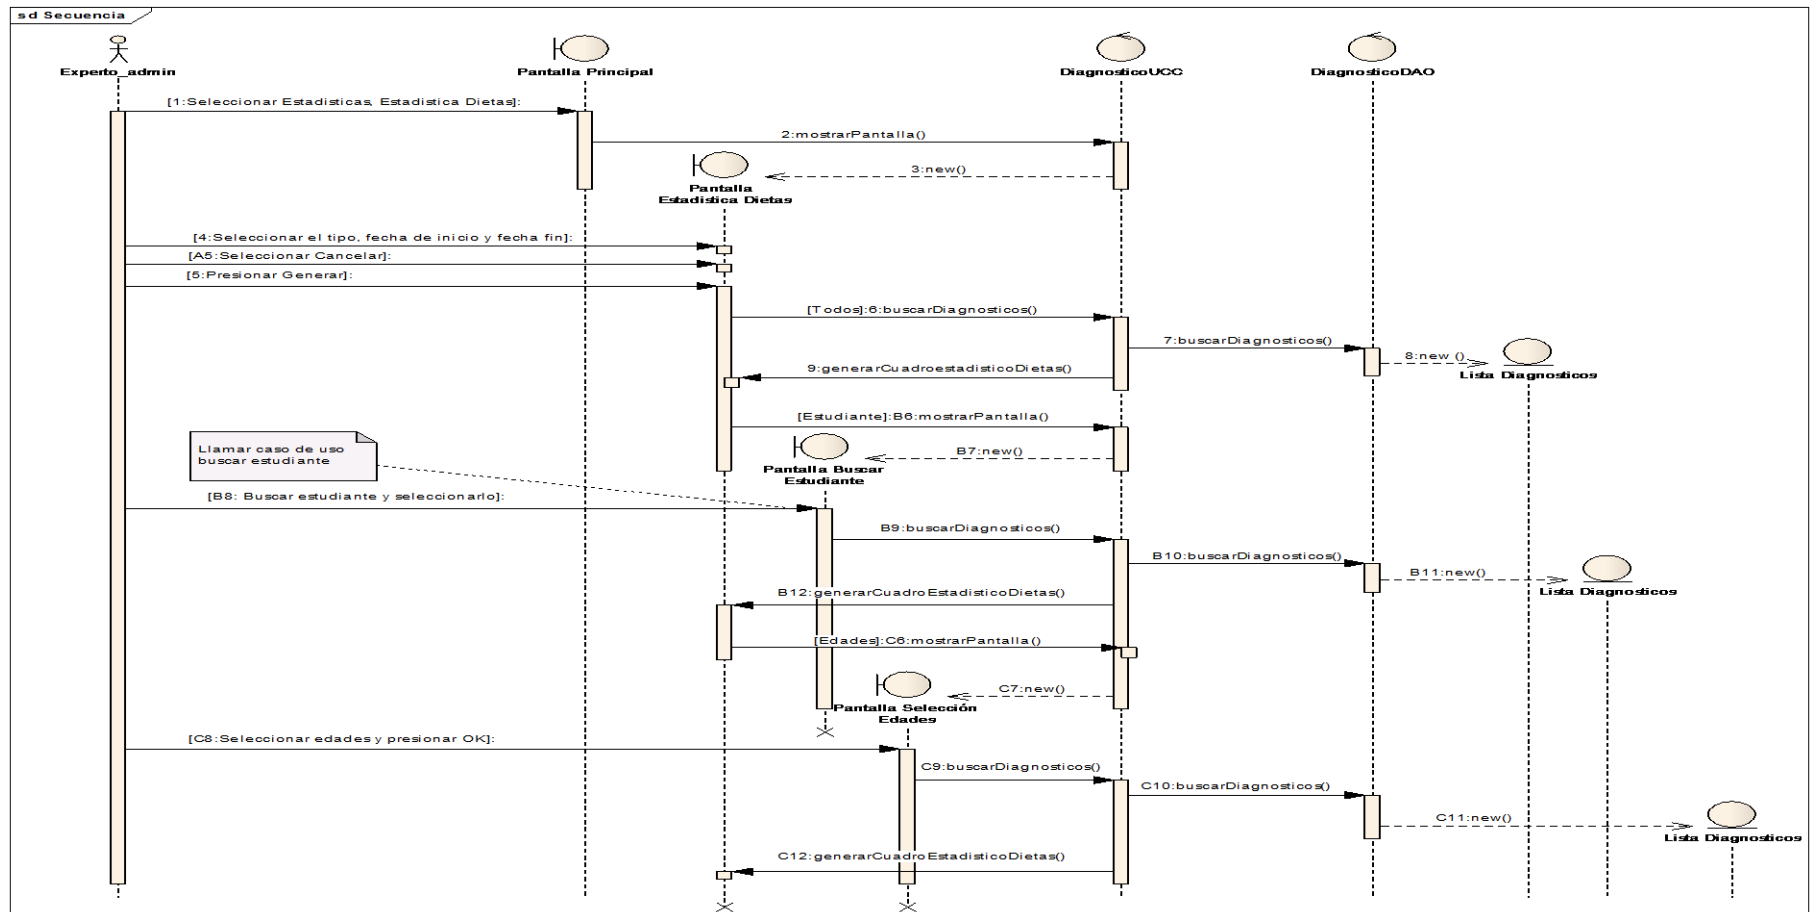 sd Secuencia
Experto_admin
Pantalla Principal
DiagnosticoUCC
DiagnosticoDAO
[1:Seleccionar Estadisticas, Estadistica Dietas]:
2:mostrarPantalla()
3:new()
Pantalla
Estadistica Dietas
[4:Seleccionar el tipo, fecha de inicio y fecha fin]:
[A5:Seleccionar Cancelar]:
[5:Presionar Generar]:
[Todos]:6:buscarDiagnosticos()
7:buscarDiagnosticos()
8:new ()
Lista Diagnosticos
9:generarCuadroestadisticoDietas()
[Estudiante]:B6:mostrarPantalla()
Llamar caso de uso
buscar estudiante
B7:new()
Pantalla Buscar
Estudiante
[B8: Buscar estudiante y seleccionarlo]:
B9:buscarDiagnosticos()
B10:buscarDiagnosticos()
B11:new()
Lista Diagnosticos
B12:generarCuadroEstadisticoDietas()
[Edades]:C6:mostrarPantalla()
C7:new()
Pantalla Selección
Edades
[C8:Seleccionar edades y presionar OK]:
C9:buscarDiagnosticos()
C10:buscarDiagnosticos()
C11:new()
Lista Diagnosticos
C12:generarCuadroEstadisticoDietas()